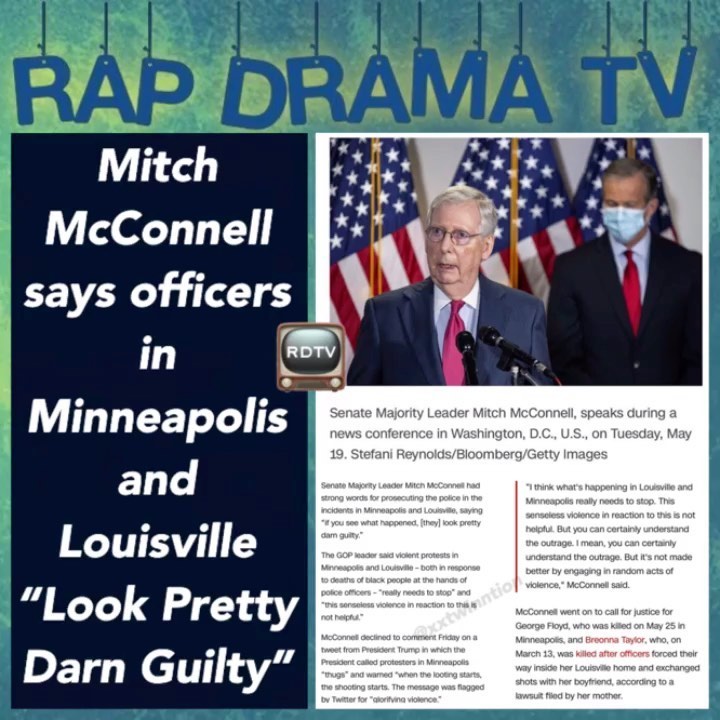 RAP DRAMA TV
Mitch
McConnell
says officers
in
Minneapolis
and
Louisville
"Look Pretty
Darn Guilty"
RDTV
Senate Majority Leader Mitch McConnell, speaks during a
news conference in Washington, D.C., U.S., on Tuesday, May
19. Stefani Reynolds/Bloomberg/Getty Images
Senate Majority Leader Mitch McConnell had
strong words for prosecuting the police in the
incidents in Minneapolis and Louisville, saying
"if you see what happened, [they] look pretty
darn guilty."
The GOP leader said violent protests in
Minneapolis and Louisville – both in response
to deaths of black people at the hands of
police officers – "really needs to stop" and
"this senseless violence in reaction to this is
not helpful."
McConnell declined to comment Friday on a
tweet from President Trump in which the
President called protesters in Minneapolis
"thugs" and warned "when the looting starts,
the shooting starts. The message was flagged
by Twitter for "glorifying violence."
"I think what's happening in Louisville and
Minneapolis really needs to stop. This
senseless violence in reaction to this is not
helpful. But you can certainly understand
the outrage. I mean, you can certainly
understand the outrage. But it's not made
better by engaging in random acts of
violence," McConnell said.
McConnell went on to call for justice for
George Floyd, who was killed on May 25 in
Minneapolis, and Breonna Taylor, who, on
March 13, was killed after officers forced their
way inside her Louisville home and exchanged
shots with her boyfriend, according to a
lawsuit filed by her mother.